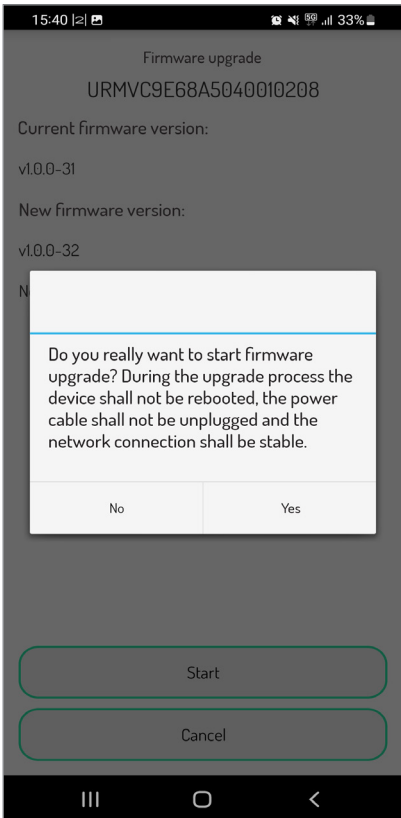 15:40 |2| 33%
Firmware upgrade
URMVC9E68A5040010208
Current firmware version:
v1.0.0-31
New firmware version:
v1.0.0-32
Do you really want to start firmware
upgrade? During the upgrade process the
device shall not be rebooted, the power
cable shall not be unplugged and the
network connection shall be stable.
No Yes
Start
Cancel